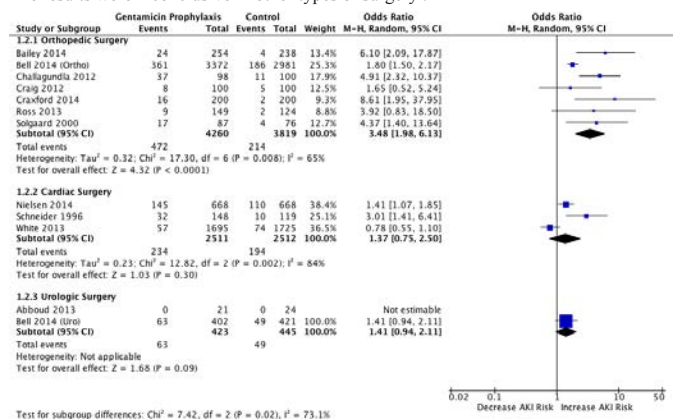 Gentamicin Prophylaxis Control Odds Ratio Odds Ratio
Study or Subgroup Events Total Events Total Weight M-H, Random, 95% CI M-H, Random, 95% CI
1.2.1 Orthopedic Surgery
Bailey 2014 24 254 4 238 13.4% 6.10 [2.09, 17.87]
Bell 2014 (Ortho) 361 3372 186 2981 25.3% 1.80 [1.50, 2.17]
Challagundla 2012 37 98 11 100 17.0% 4.91 [2.32, 10.37]
Craig 2012 8 100 5 100 12.9% 1.65 [0.52, 5.24]
Craxford 2014 16 200 2 200 9.9% 8.61 [1.95, 37.95]
Ross 2013 9 149 2 124 8.8% 3.92 [0.83, 18.50]
Solgaard 2000 17 87 4 76 12.7% 4.37 [1.40, 13.64]
Subtotal (95% CI) 4260 3819 100.0% 3.48 [1.98, 6.13]
Total events 472 214
Heterogeneity: Tau² = 0.32; Chi² = 17.30, df = 6 (P = 0.008); I² = 65%
Test for overall effect: Z = 4.32 (P < 0.0001)
1.2.2 Cardiac Surgery
Nielsen 2014 145 668 110 668 38.4% 1.41 [1.07, 1.85]
Schneider 1996 32 148 10 119 25.1% 3.01 [1.41, 6.41]
White 2013 57 1695 74 1725 36.5% 0.78 [0.55, 1.10]
Subtotal (95% CI) 2511 2512 100.0% 1.37 [0.75, 2.50]
Total events 234 194
Heterogeneity: Tau² = 0.23; Chi² = 12.82, df = 2 (P = 0.002); I² = 84%
Test for overall effect: Z = 1.03 (P = 0.30)
1.2.3 Urologic Surgery
Abboud 2013 0 21 0 24 Not estimable
Bell 2014 (Uro) 63 402 49 421 100.0% 1.41 [0.94, 2.11]
Subtotal (95% CI) 423 445 100.0% 1.41 [0.94, 2.11]
Total events 63 49
Heterogeneity: Not applicable
Test for overall effect: Z = 1.68 (P = 0.09)
0.02 0.1 1 10 50
Decrease AKI Risk Increase AKI Risk
Test for subgroup differences: Chi² = 7.42, df = 2 (P = 0.02), I² = 73.1%